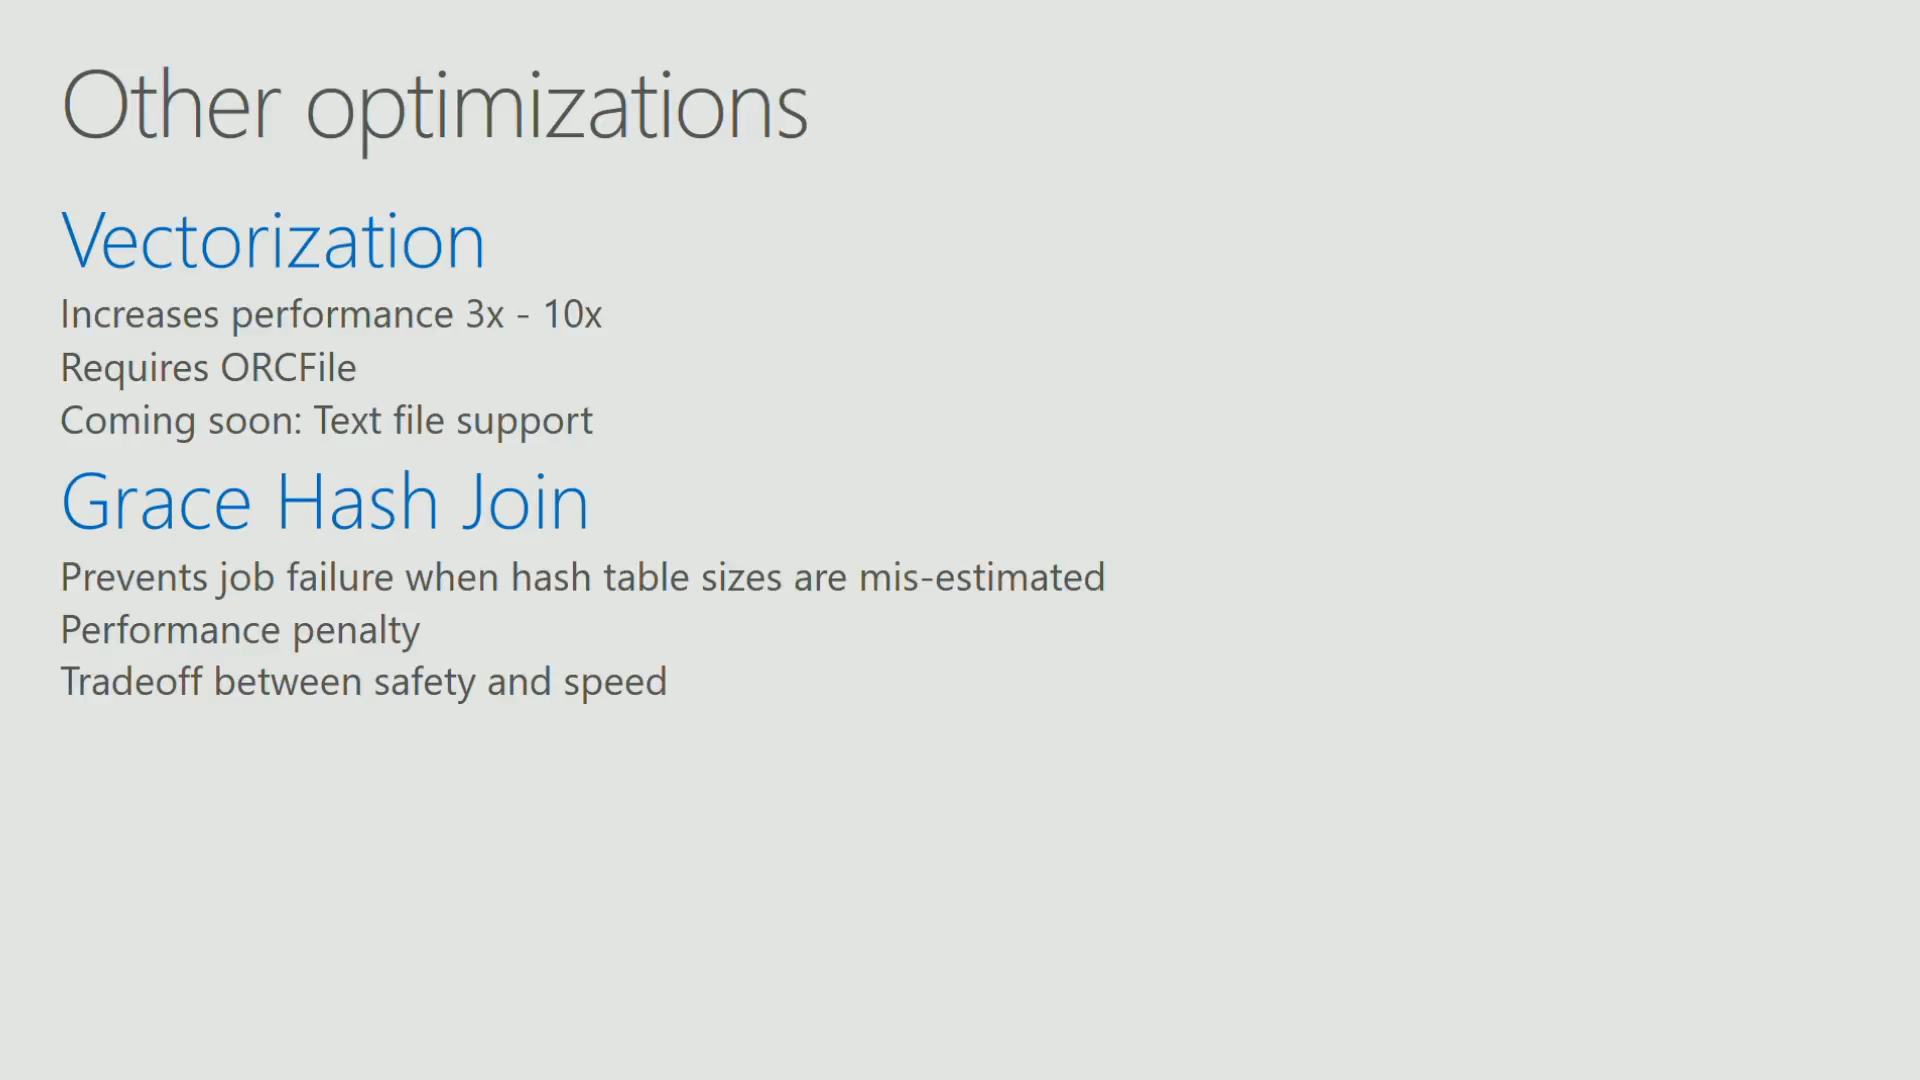 Other optimizations
Vectorization
Increases performance 3x - 10x
Requires ORCFile
Coming soon: Text file support
Grace Hash Join
Prevents job failure when hash table sizes are mis-estimated
Performance penalty
Tradeoff between safety and speed